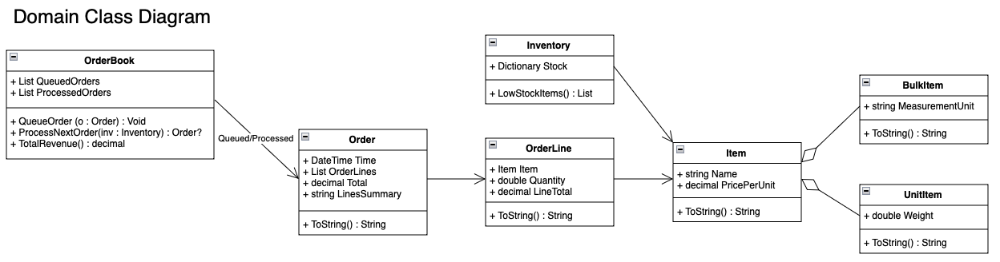 Domain Class Diagram
OrderBook
+ List QueuedOrders
+ List ProcessedOrders
+ QueueOrder (o : Order) : Void
+ ProcessNextOrder(inv : Inventory) : Order?
+ TotalRevenue() : decimal
Queued/Processed
Order
+ DateTime Time
+ List OrderLines
+ decimal Total
+ string LinesSummary
+ ToString() : String
Inventory
+ Dictionary Stock
+ LowStockItems() : List
OrderLine
+ Item Item
+ double Quantity
+ decimal LineTotal
+ ToString() : String
Item
+ string Name
+ decimal PricePerUnit
+ ToString() : String
BulkItem
+ string MeasurementUnit
+ ToString() : String
UnitItem
+ double Weight
+ ToString() : String